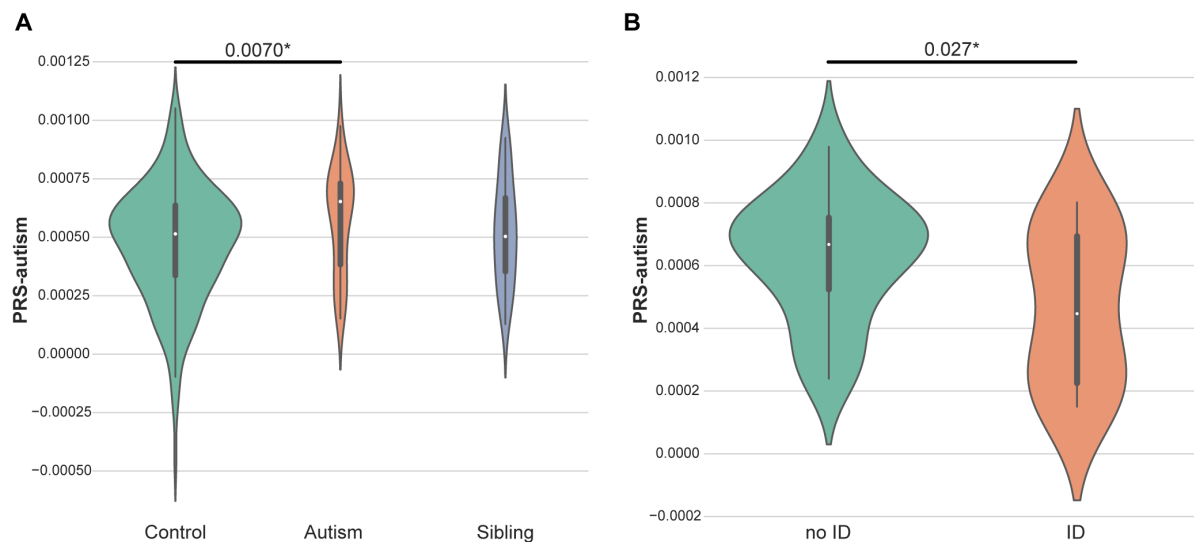 A
0.0070*
0.00125
0.00100
0.00075
0.00050
0.00025
0.00000
−0.00025
−0.00050
PRS-autism
Control
Autism
Sibling
B
0.027*
0.0012
0.0010
0.0008
0.0006
0.0004
0.0002
0.0000
−0.0002
PRS-autism
no ID
ID